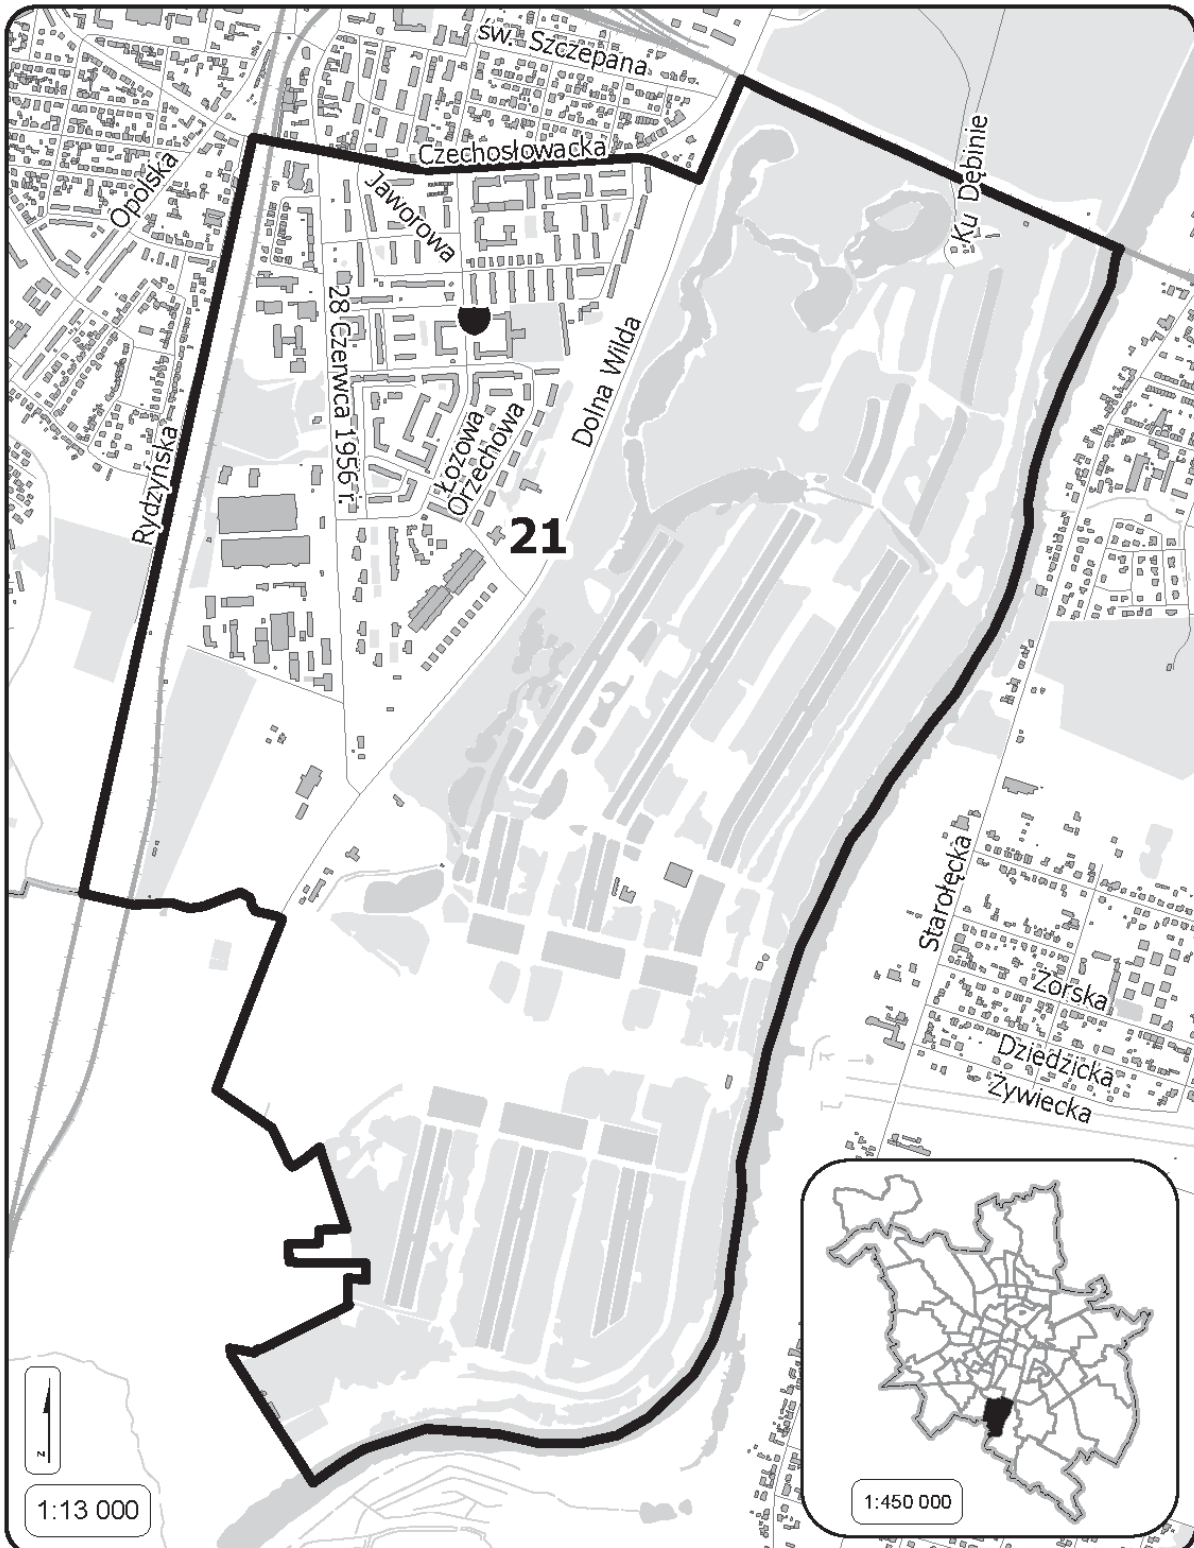 św. Szczepana
Czechosłowacka
Opolska
Jaworowa
Ku Dębinie
28 Czerwca 1956 r.
Dolna Wilda
Rydzyńska
Łozowa
Orzechowa
21
Starołęcka
Żorska
Dziedzicka
Żywiecka
N
1:13 000
1:450 000